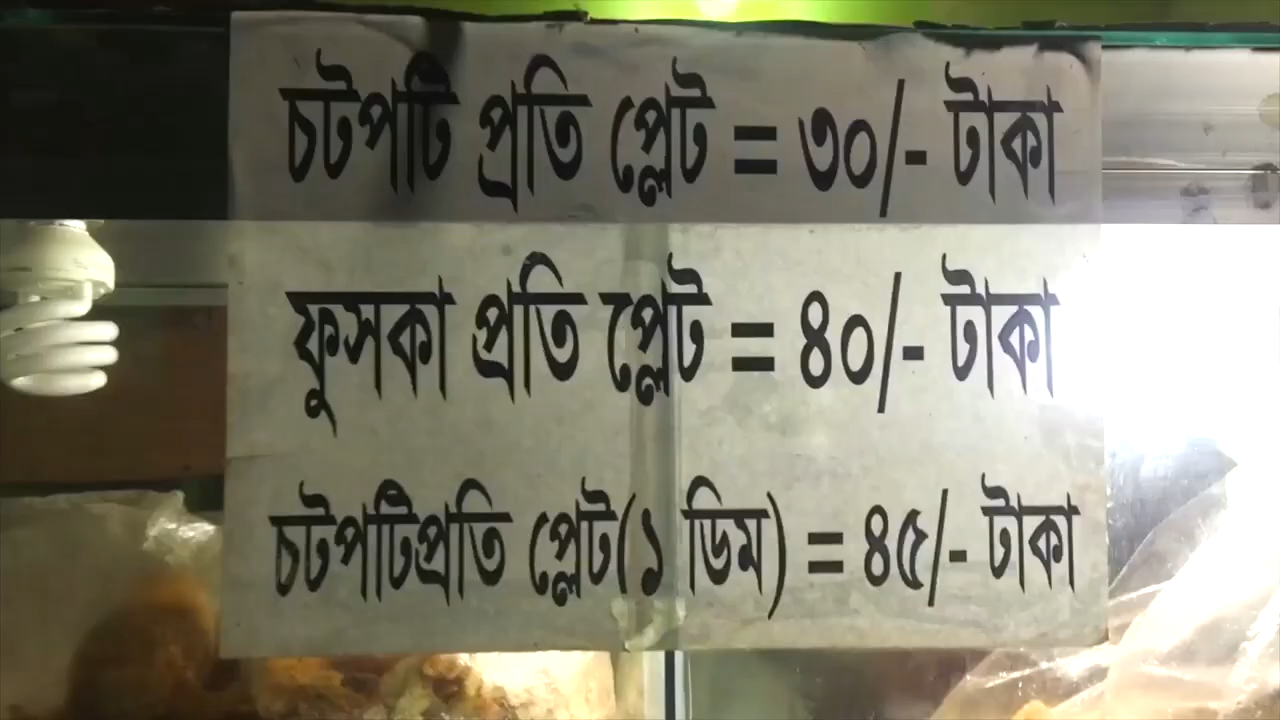 চটপটি প্রতি প্লেট = ৩০/- টাকা
ফুসকা প্রতি প্লেট = ৪০/- টাকা
চটপটিপ্রতি প্লেট(১ ডিম) = ৪৫/- টাকা